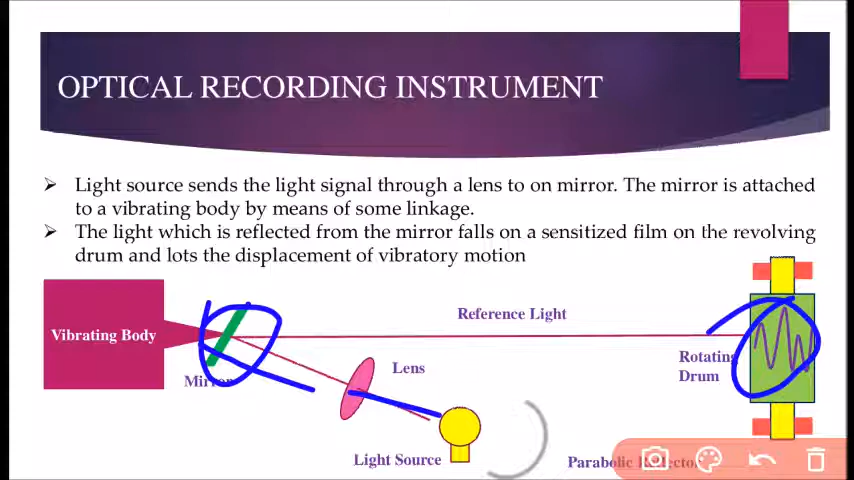 OPTICAL RECORDING INSTRUMENT
Light source sends the light signal through a lens to on mirror. The mirror is attached
to a vibrating body by means of some linkage.
The light which is reflected from the mirror falls on a sensitized film on the revolving
drum and lots the displacement of vibratory motion
Reference Light
Vibrating Body
Rotating
Drum
Lens
Mirror
Light Source
Parabolic Reflector